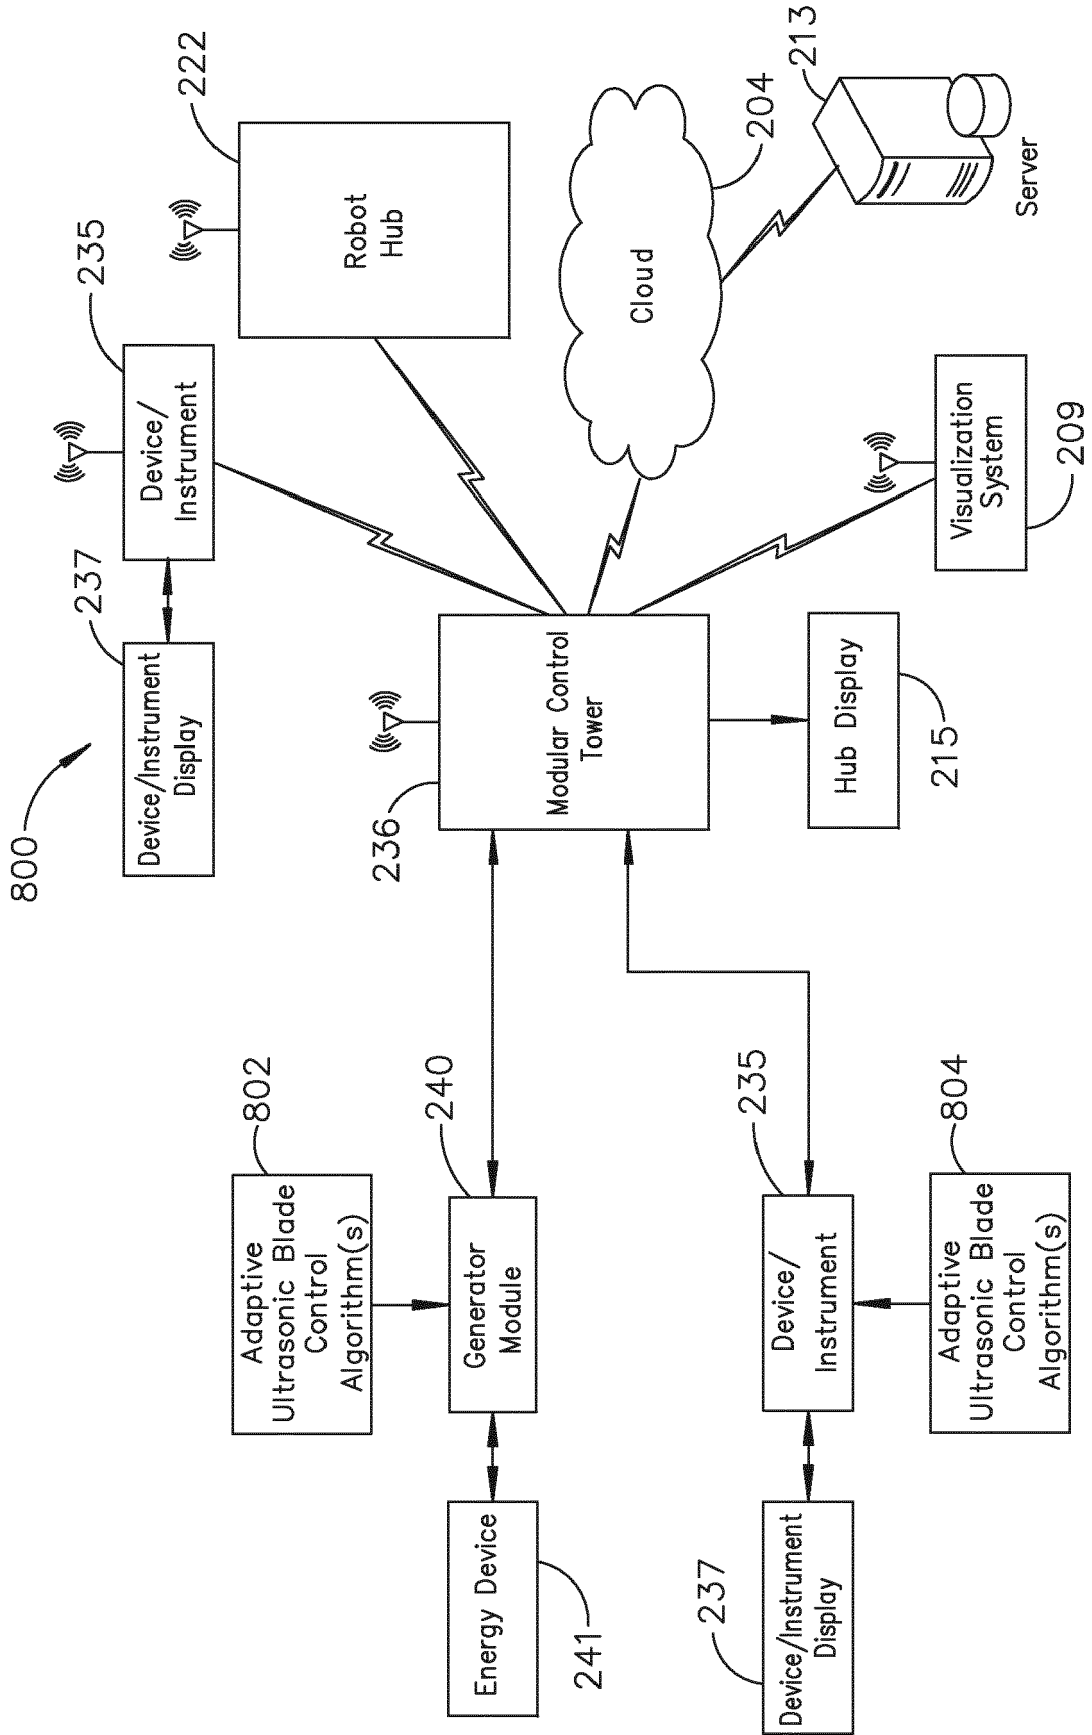 800
237
Device/Instrument
Display
235
Device/
Instrument
222
Robot
Hub
802
Adaptive
Ultrasonic Blade
Control
Algorithm(s)
241
Energy Device
240
Generator
Module
236
Modular Control
Tower
204
Cloud
213
Server
237
Device/Instrument
Display
235
Device/
Instrument
215
Hub Display
209
Visualization
System
804
Adaptive
Ultrasonic Blade
Control
Algorithm(s)